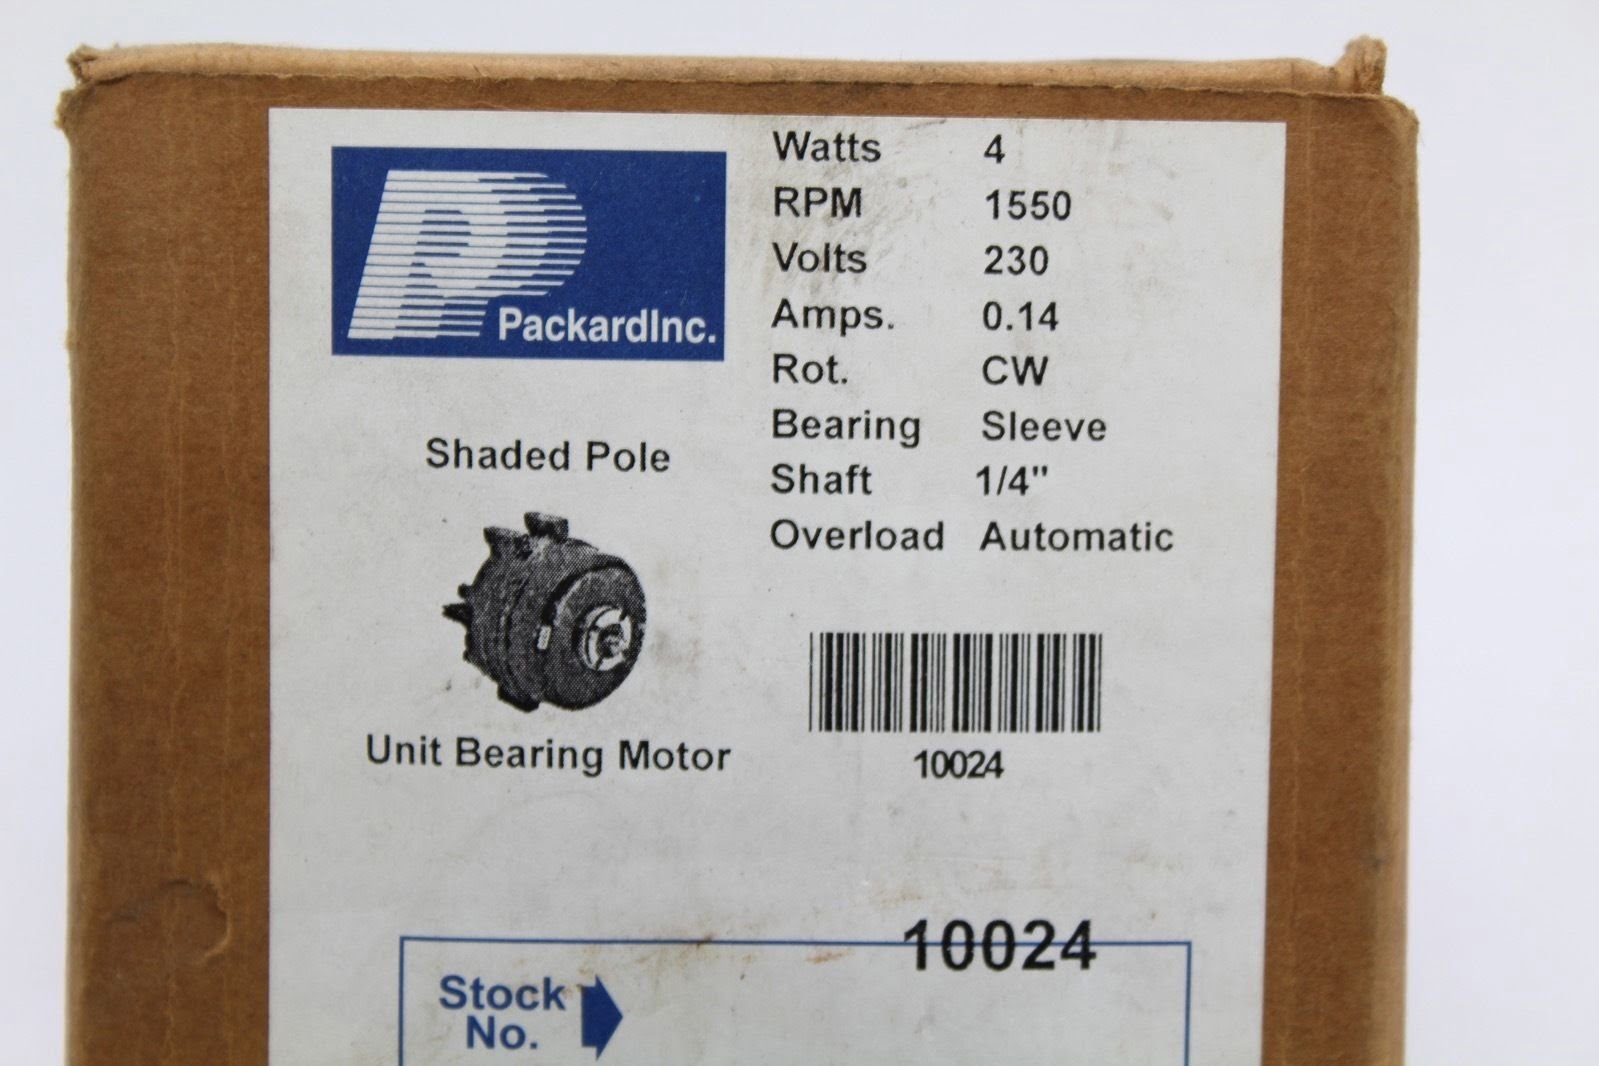 PackardInc.
Shaded Pole
Unit Bearing Motor
Watts 4
RPM 1550
Volts 230
Amps. 0.14
Rot. CW
Bearing Sleeve
Shaft 1/4"
Overload Automatic
10024
10024
Stock
No.